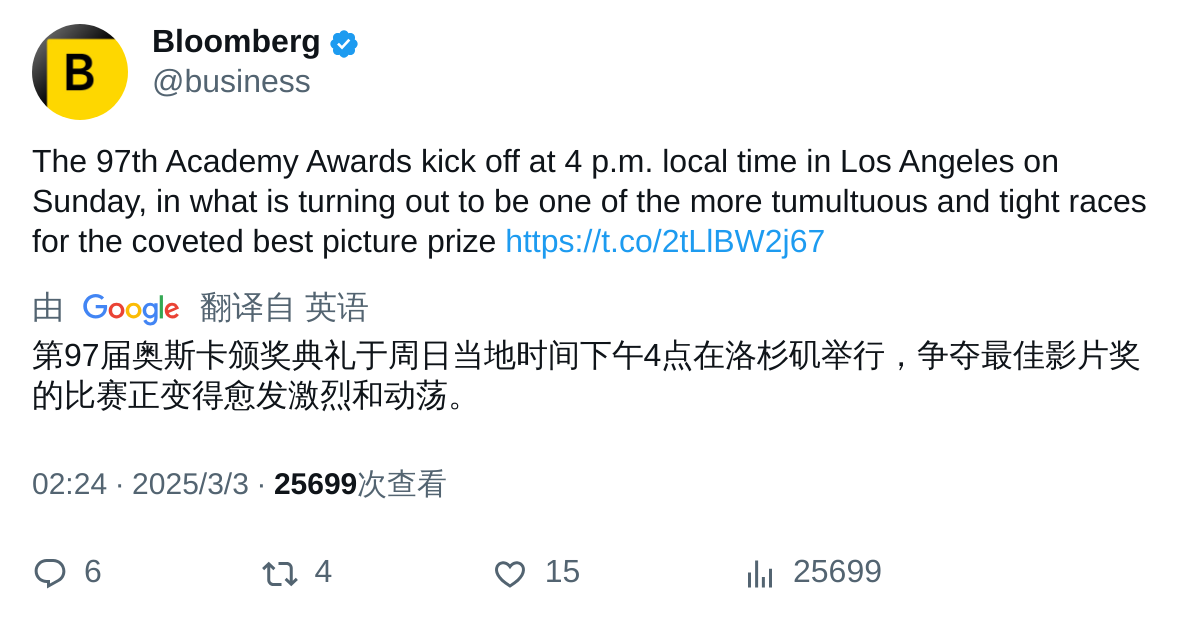 Bloomberg
@business
B
The 97th Academy Awards kick off at 4 p.m. local time in Los Angeles on
Sunday, in what is turning out to be one of the more tumultuous and tight races
for the coveted best picture prize https://t.co/2tLlBW2j67
由 Google 翻译自 英语
第97届奥斯卡颁奖典礼于周日当地时间下午4点在洛杉矶举行，争夺最佳影片奖
的比赛正变得愈发激烈和动荡。
02:24 · 2025/3/3 · 25699次查看
6 4 15 25699